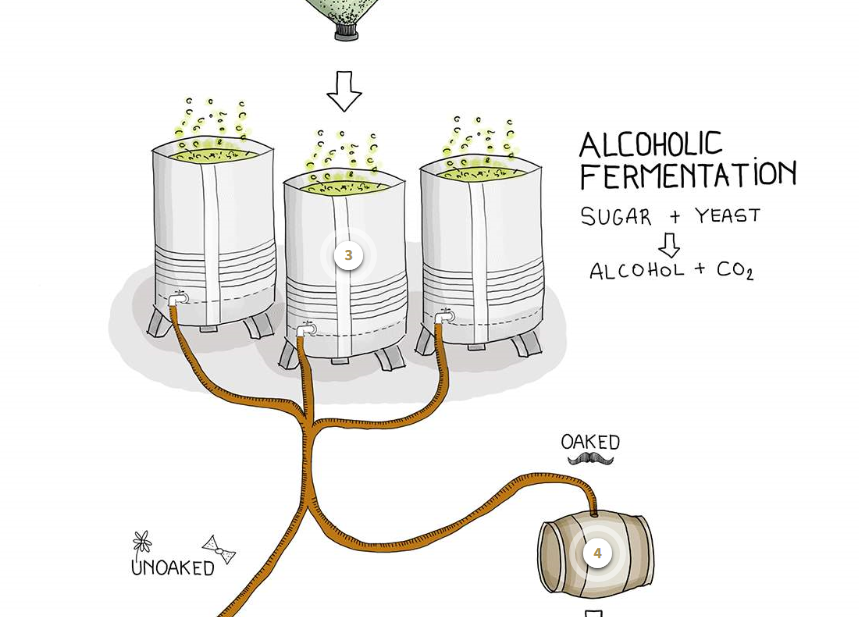 ALCOHOLIC
FERMENTATION
SUGAR + YEAST
ALCOHOL + CO₂
3
OAKED
4
UNOAKED